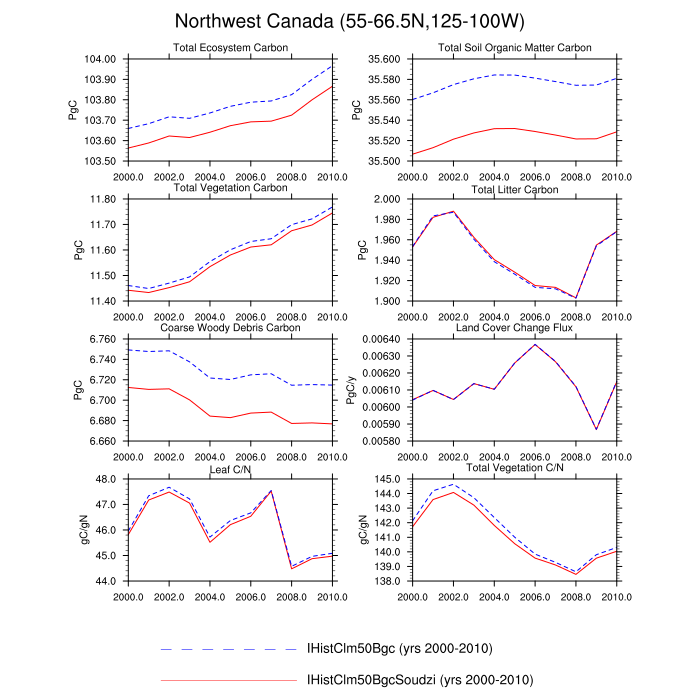 Northwest Canada (55-66.5N,125-100W)
Total Ecosystem Carbon
PgC
104.00
103.90
103.80
103.70
103.60
103.50
2000.0 2002.0 2004.0 2006.0 2008.0 2010.0
Total Soil Organic Matter Carbon
PgC
35.600
35.560
35.520
35.500
2000.0 2002.0 2004.0 2006.0 2008.0 2010.0
Total Vegetation Carbon
PgC
11.80
11.70
11.60
11.50
11.40
2000.0 2002.0 2004.0 2006.0 2008.0 2010.0
Total Litter Carbon
PgC
2.000
1.980
1.960
1.940
1.920
1.900
2000.0 2002.0 2004.0 2006.0 2008.0 2010.0
Coarse Woody Debris Carbon
PgC
6.760
6.740
6.720
6.700
6.680
6.660
2000.0 2002.0 2004.0 2006.0 2008.0 2010.0
Land Cover Change Flux
PgC/y
0.00640
0.00630
0.00620
0.00610
0.00600
0.00590
0.00580
2000.0 2002.0 2004.0 2006.0 2008.0 2010.0
Leaf C/N
gC/gN
48.0
47.0
46.0
45.0
44.0
2000.0 2002.0 2004.0 2006.0 2008.0 2010.0
Total Vegetation C/N
gC/gN
145.0
144.0
143.0
142.0
141.0
140.0
139.0
138.0
2000.0 2002.0 2004.0 2006.0 2008.0 2010.0
IHistClm50Bgc (yrs 2000-2010)
IHistClm50BgcSoudzi (yrs 2000-2010)